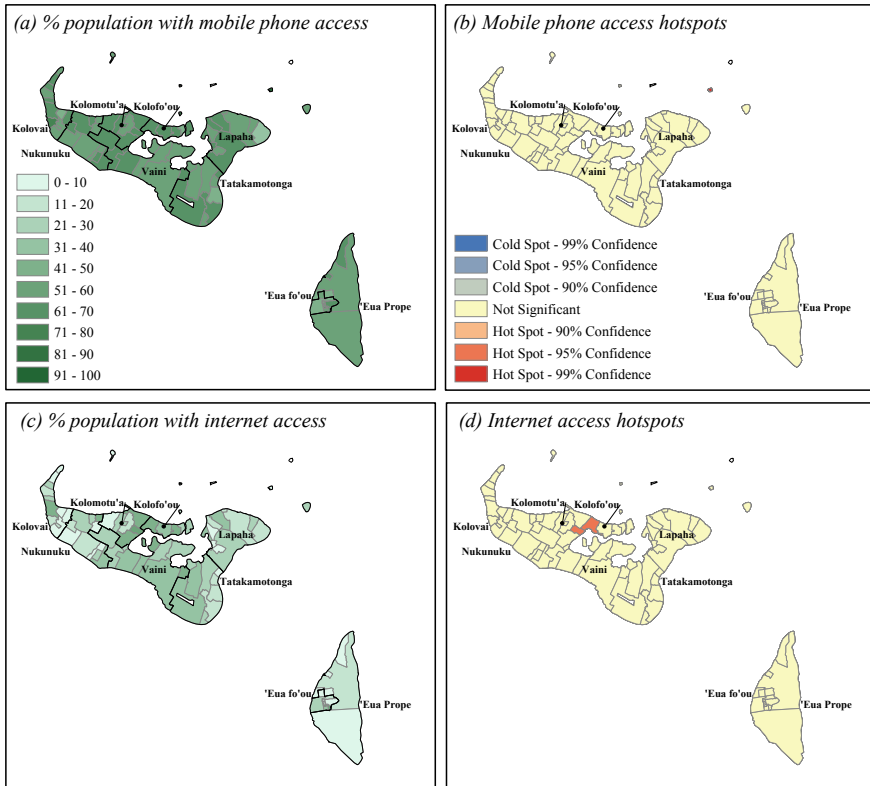 (a) % population with mobile phone access
Kolomotu'a
Kolofo'ou
Kolovai
Lapaha
Nukunuku
Vaini
Tatakamotonga
0 - 10
11 - 20
21 - 30
31 - 40
41 - 50
51 - 60
61 - 70
71 - 80
81 - 90
91 - 100
'Eua fo'ou
'Eua Prope
(b) Mobile phone access hotspots
Kolomotu'a
Kolofo'ou
Kolovai
Lapaha
Nukunuku
Vaini
Tatakamotonga
Cold Spot - 99% Confidence
Cold Spot - 95% Confidence
Cold Spot - 90% Confidence
Not Significant
Hot Spot - 90% Confidence
Hot Spot - 95% Confidence
Hot Spot - 99% Confidence
'Eua fo'ou
'Eua Prope
(c) % population with internet access
Kolomotu'a
Kolofo'ou
Kolovai
Lapaha
Nukunuku
Vaini
Tatakamotonga
'Eua fo'ou
'Eua Prope
(d) Internet access hotspots
Kolomotu'a
Kolofo'ou
Kolovai
Lapaha
Nukunuku
Vaini
Tatakamotonga
'Eua fo'ou
'Eua Prope